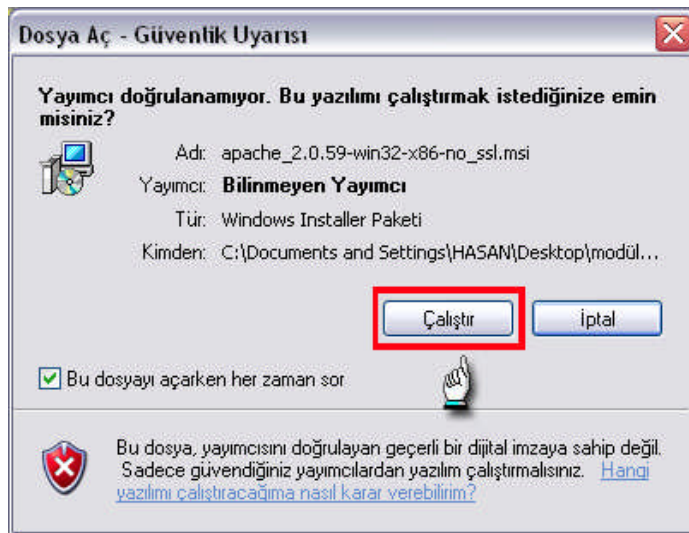 Dosya Aç - Güventik Uyarısı
Yayımcı doğrulanamıyor. Bu yazılımı çalıştırmak istediğinize emin
misiniz?
Adı: apache_2.0.59-win32-x86-no_ssl.msi
Yayımcı: Bilinmeyen Yayımcı
Tür: Windows Installer Paketi
Kimden: C:\Documents and Settings\HASAN\Desktop\modül...
Çalıştır İptal
Bu dosyayı açarken her zaman sor
Bu dosya, yayımcısını doğrulayan geçerli bir dijital imzaya sahip değil.
Sadece güvendiğiniz yayımcılardan yazılım çalıştırmalısınız. Hangi
yazılımı çalıştıracağıma nasıl karar verebilirim?